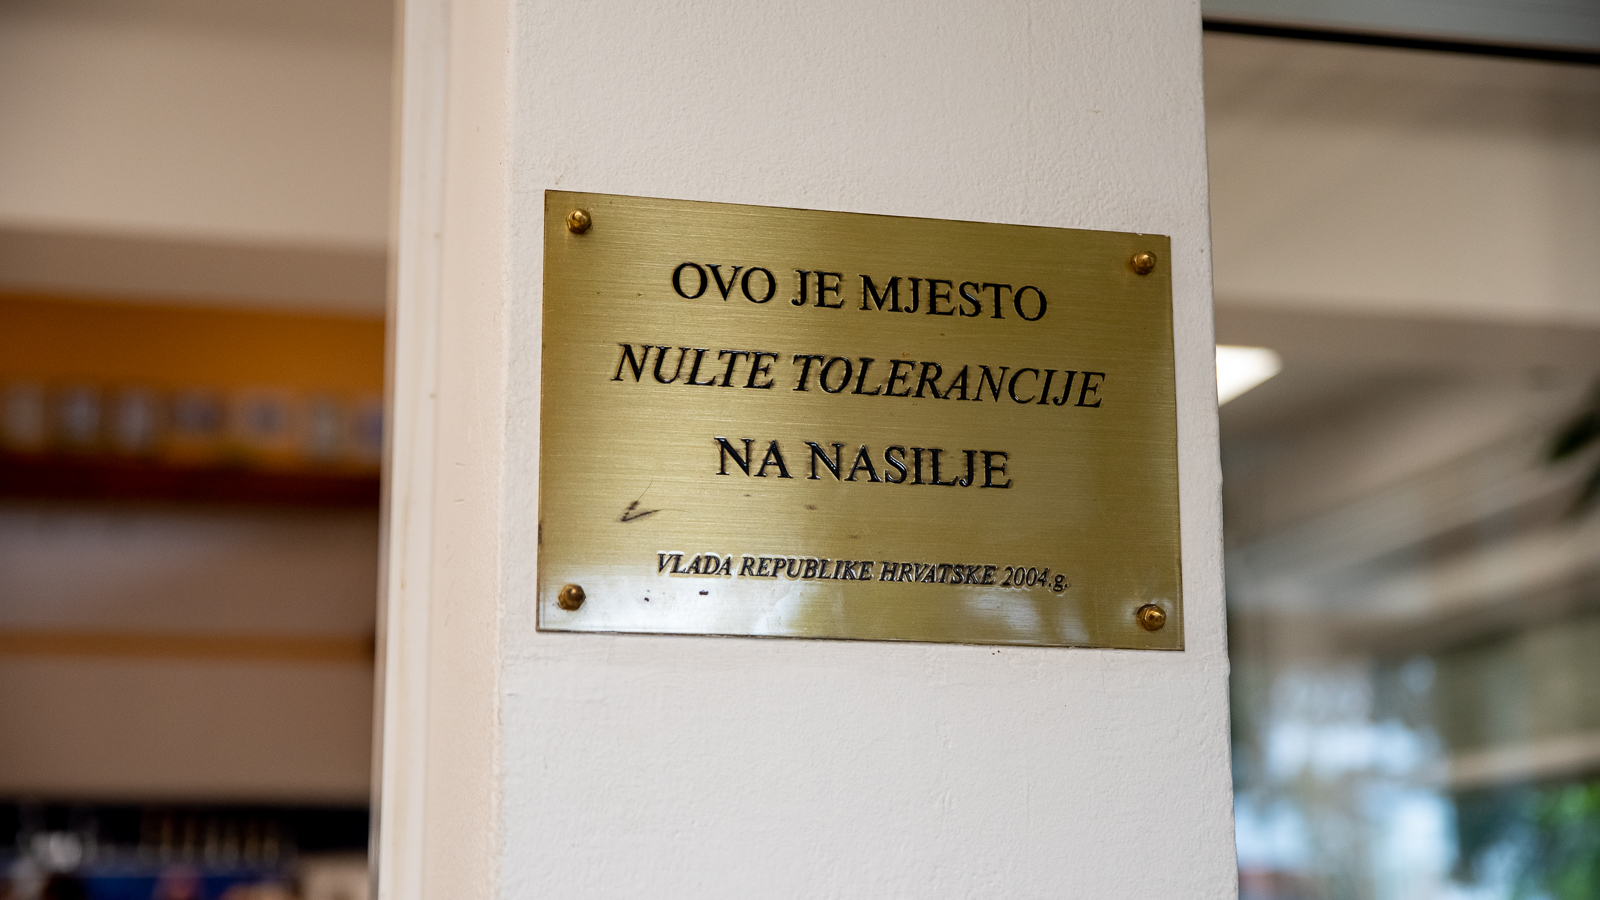 OVO JE MJESTO
NULTE TOLERANCIJE
NA NASILJE
VLADA REPUBLIKE HRVATSKE 2004.g.